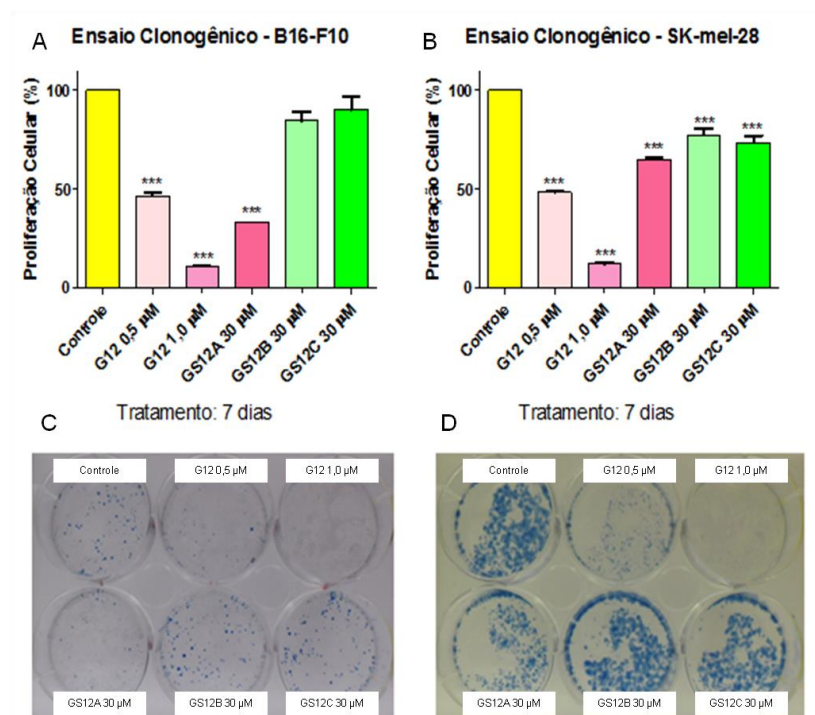 A
Ensaio Clonogênico - B16-F10
Proliferação Celular (%)
100
50
0
***
***
***
Controle
G12 0,5 µM
G12 1,0 µM
GS12A 30 µM
GS12B 30 µM
GS12C 30 µM
Tratamento: 7 dias
B
Ensaio Clonogênico - SK-mel-28
Proliferação Celular (%)
100
50
0
***
***
***
***
***
Controle
G12 0,5 µM
G12 1,0 µM
GS12A 30 µM
GS12B 30 µM
GS12C 30 µM
Tratamento: 7 dias
C
Controle
G12 0,5 µM
G12 1,0 µM
GS12A 30 µM
GS12B 30 µM
GS12C 30 µM
D
Controle
G12 0,5 µM
G12 1,0 µM
GS12A 30 µM
GS12B 30 µM
GS12C 30 µM